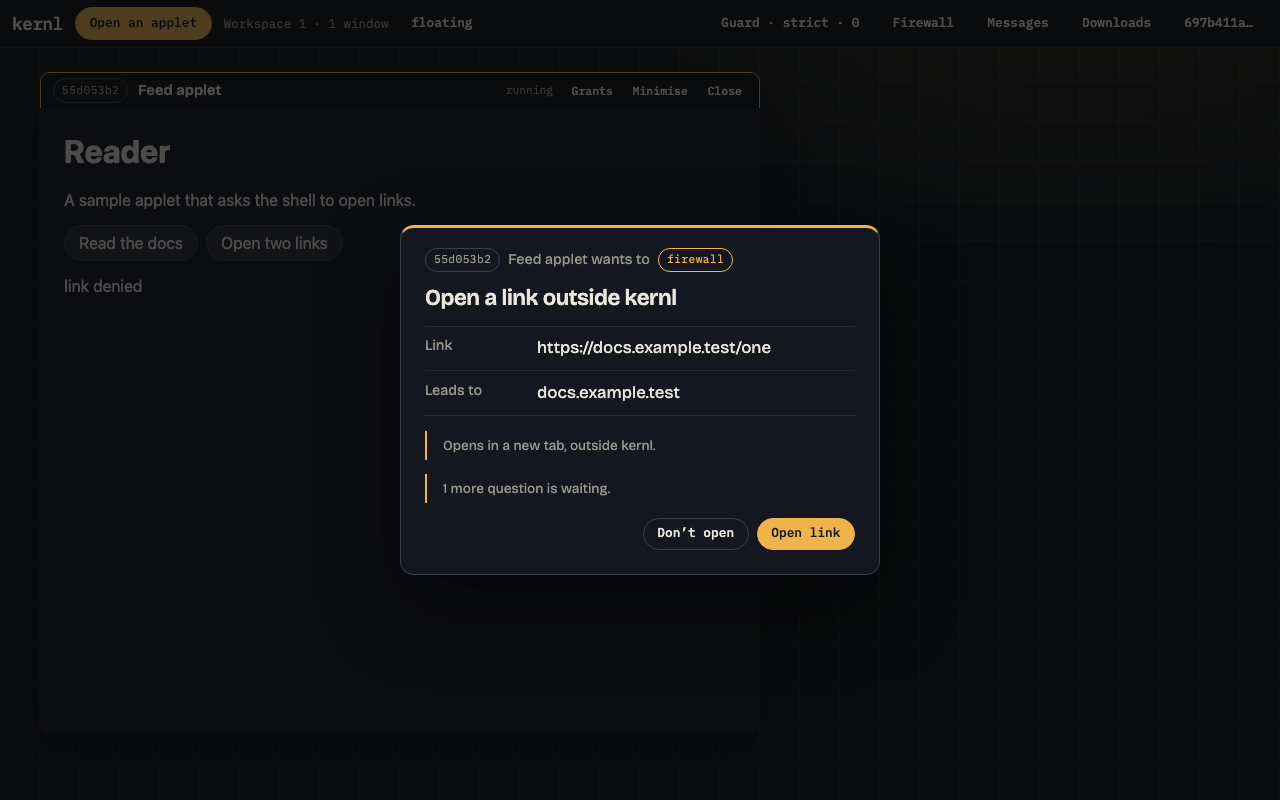 kernl Open an applet Workspace 1 · 1 window floating Guard · strict · 0 Firewall Messages Downloads 697b411a…
55d053b2 Feed applet running Grants Minimise Close
Reader
A sample applet that asks the shell to open links.
Read the docs Open two links
link denied
55d053b2 Feed applet wants to firewall
Open a link outside kernl
Link https://docs.example.test/one
Leads to docs.example.test
Opens in a new tab, outside kernl.
1 more question is waiting.
Don’t open Open link